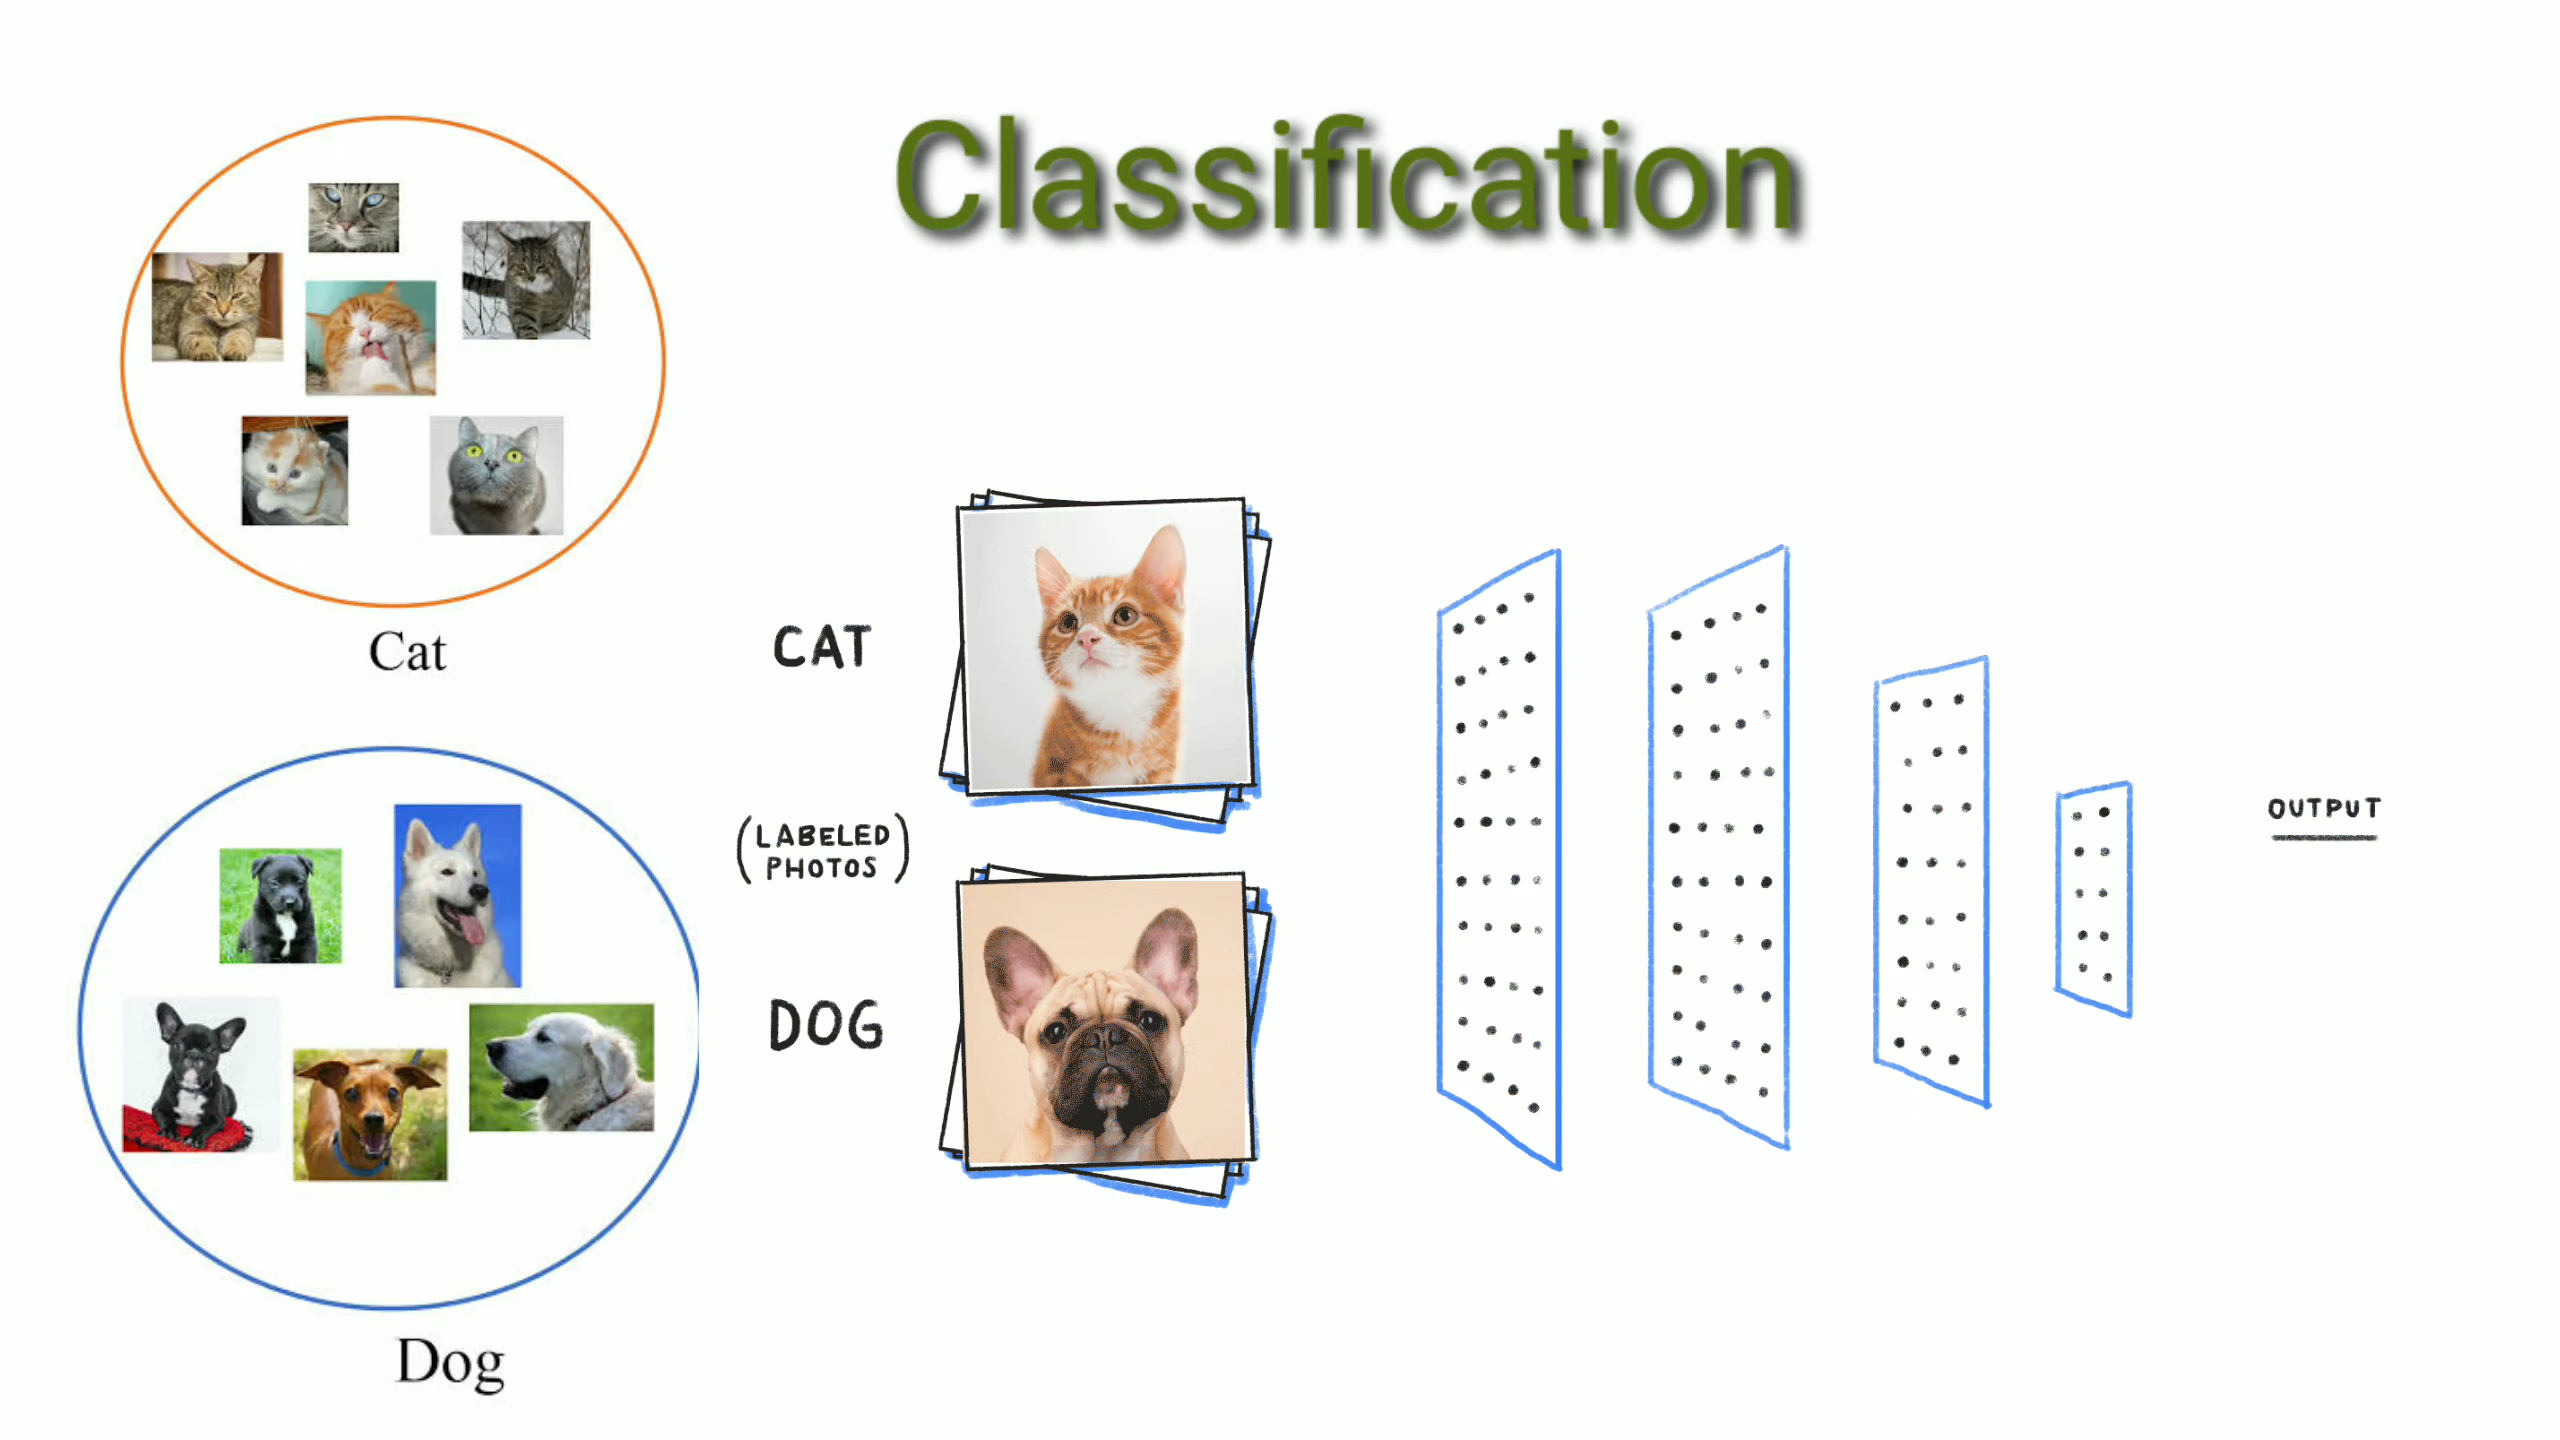 Classification
Cat
Dog
CAT
(LABELED
PHOTOS)
DOG
OUTPUT